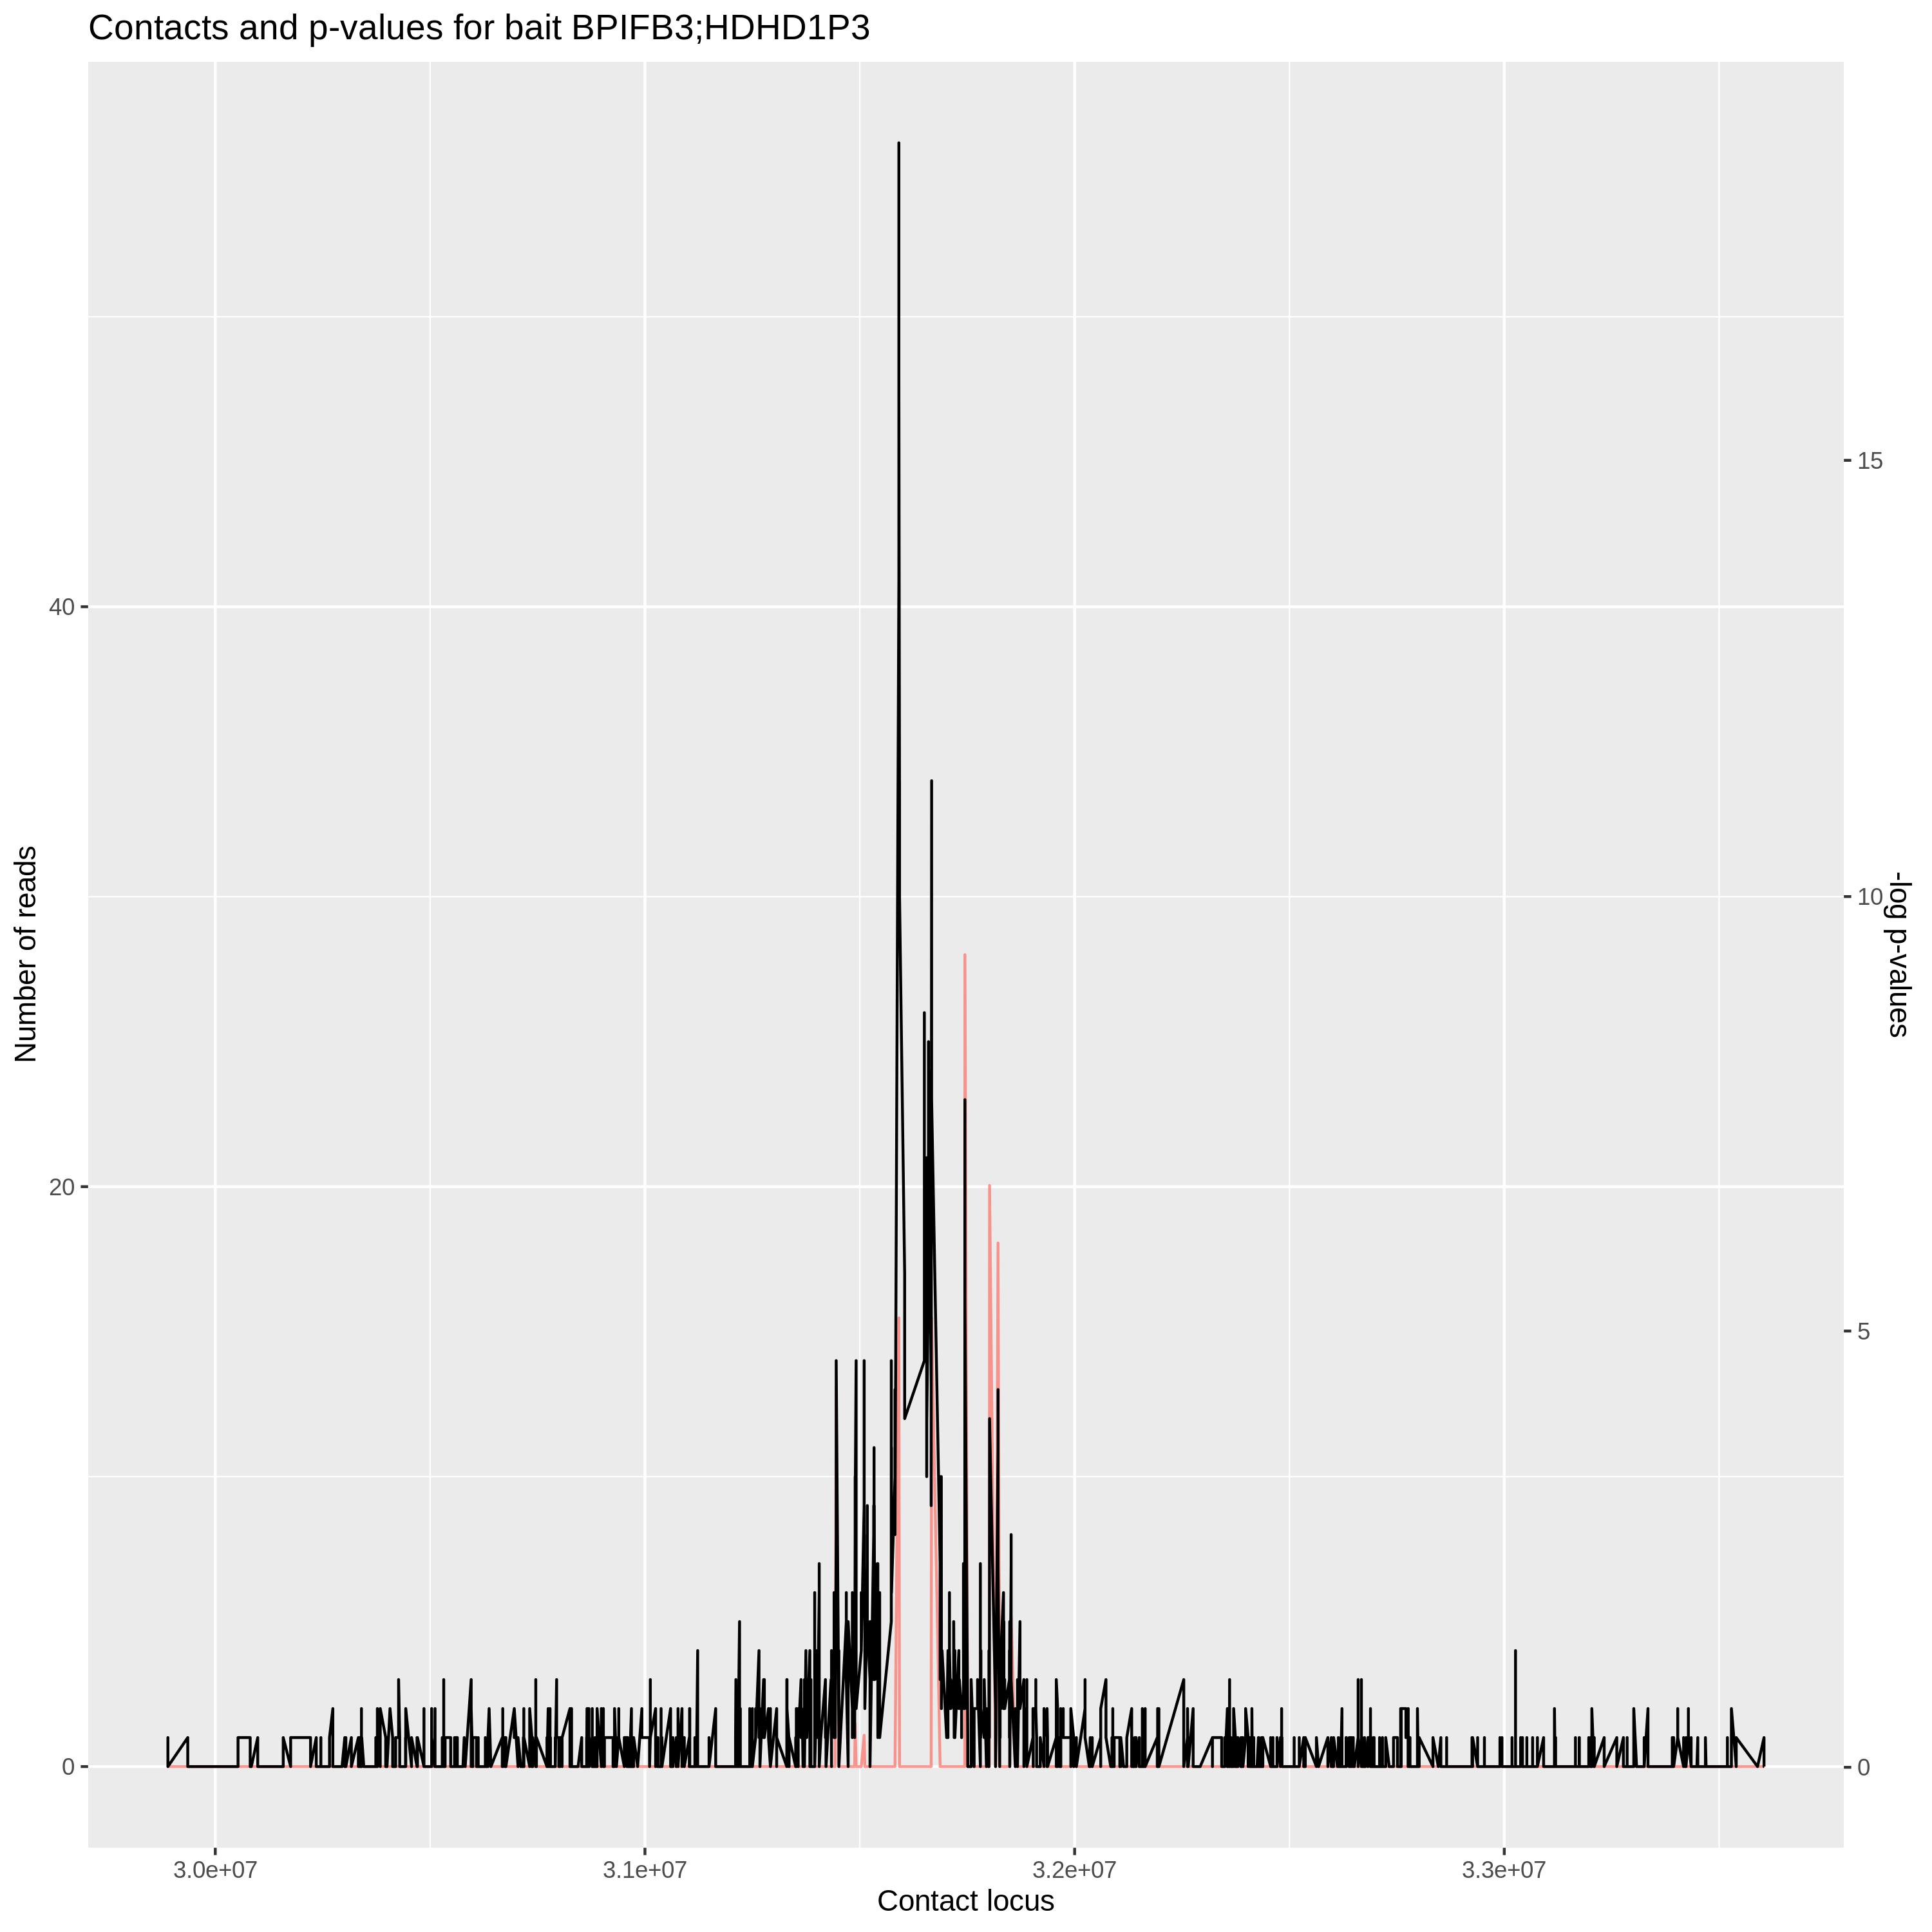 Contacts and p-values for bait BPIFB3;HDHD1P3
Number of reads
40
20
0
15
10
5
0
-log p-values
3.0e+07
3.1e+07
3.2e+07
3.3e+07
Contact locus